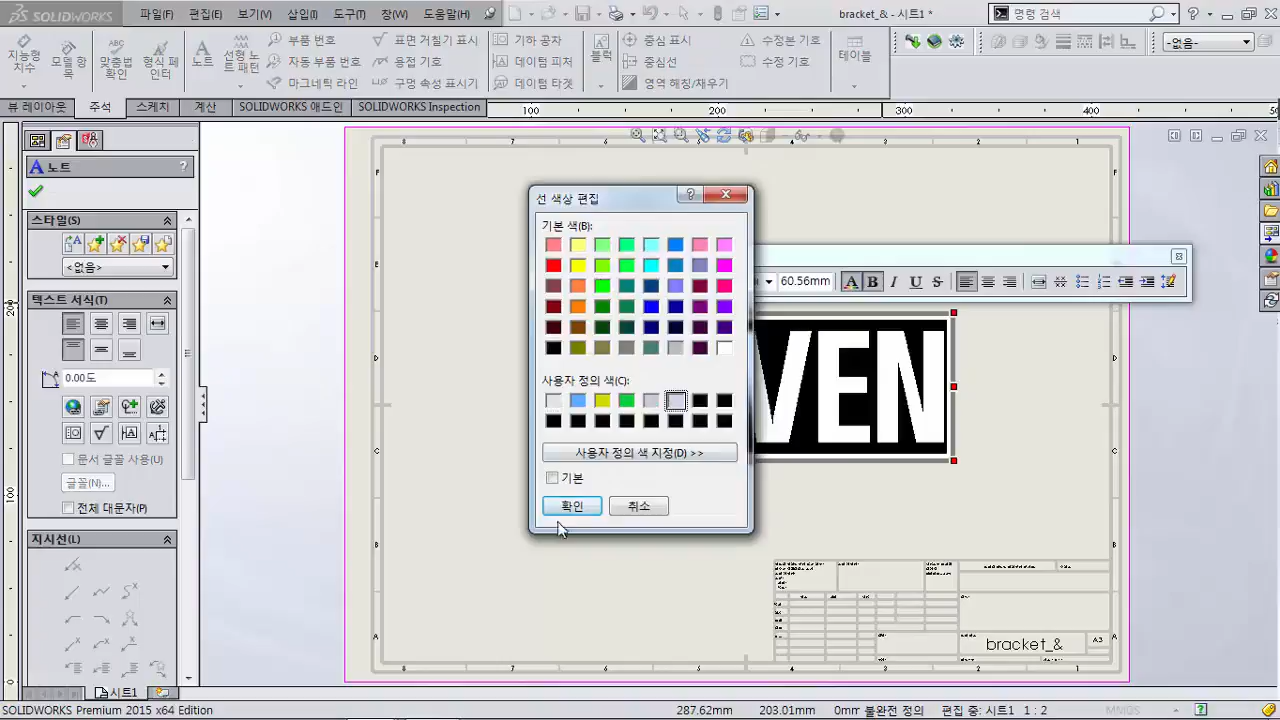 SOLIDWORKS 파일(F) 편집(E) 보기(V) 삽입(I) 도구(T) 창(W) 도움말(H) bracket_& - 시트1 * 명령 검색
지능형 치수 모델 항목 맞춤법 확인 형식 페인터 노트 선형 노트 패턴 블럭 테이블
부품 번호 표면 거칠기 표시 기하 공차 중심 표시 수정본 기호 -없음-
자동 부품 번호 용접 기호 데이텀 피처 중심선 수정 기호
마그네틱 라인 구멍 속성 표시기 데이텀 타겟 영역 해칭/채우기
뷰 레이아웃 주석 스케치 계산 SOLIDWORKS 애드인 SOLIDWORKS Inspection
100 200 300 400
노트 ?
스타일(S)
<없음>
텍스트 서식(T)
0.00도
문서 글꼴 사용(U)
글꼴(N)...
전체 대문자(P)
지시선(L)
선 색상 편집
기본 색(B):
사용자 정의 색(C):
사용자 정의 색 지정(D) >>
기본
확인 취소
60.56mm A B I U S
VEN
8 7 6 5 4 3 2 1
F E D C B A
bracket_& A3
시트1
SOLIDWORKS Premium 2015 x64 Edition 287.62mm 203.01mm 0mm 불완전 정의 편집 중: 시트1 1 : 2 MMGS